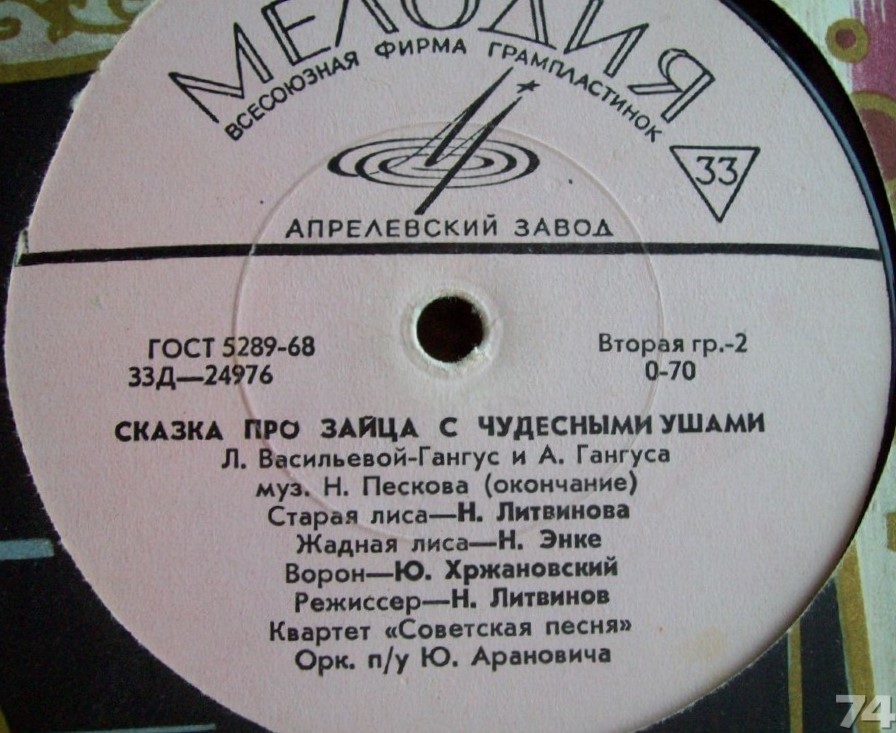 МЕЛОДИЯ
ВСЕСОЮЗНАЯ ФИРМА ГРАМПЛАСТИНОК
33
АПРЕЛЕВСКИЙ ЗАВОД
ГОСТ 5289-68
Вторая гр.-2
33Д—24976
0-70
СКАЗКА ПРО ЗАЙЦА С ЧУДЕСНЫМИ УШАМИ
Л. Васильевой-Гангус и А. Гангуса
муз. Н. Пескова (окончание)
Старая лиса—Н. Литвинова
Жадная лиса—Н. Энке
Ворон—Ю. Хржановский
Режиссер—Н. Литвинов
Квартет «Советская песня»
Орк. п/у Ю. Арановича
74